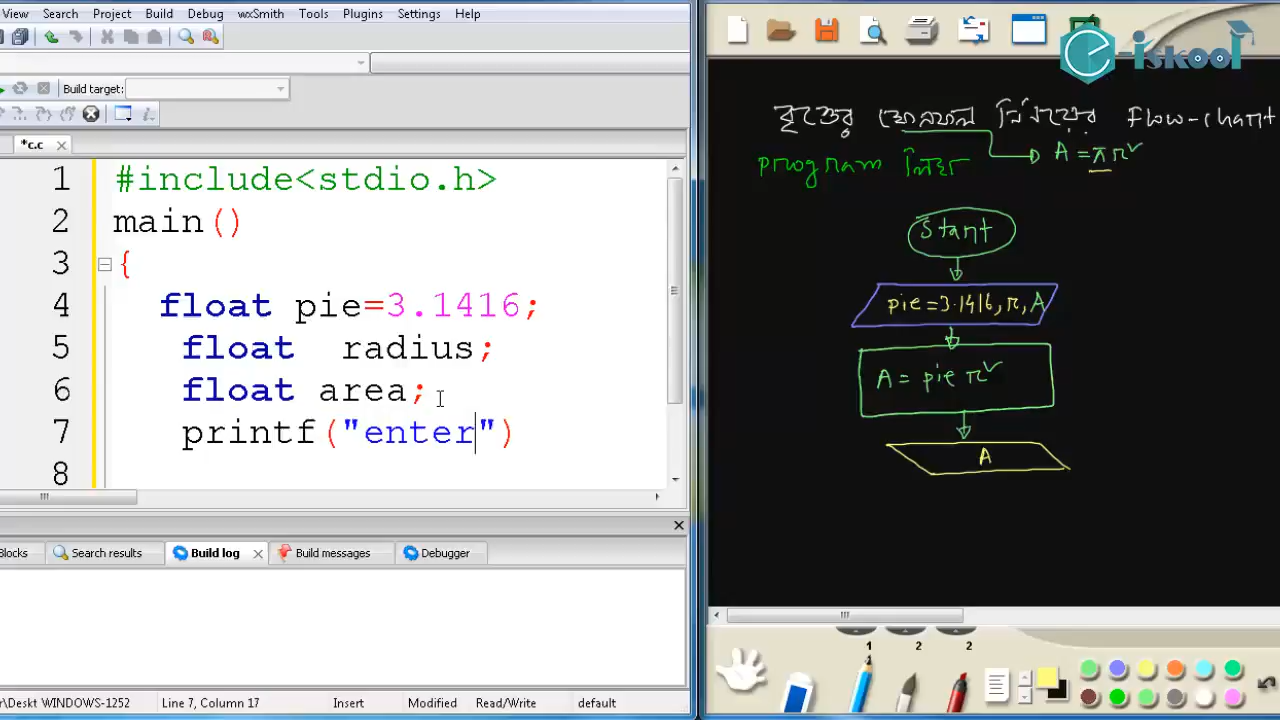 Search Project Build Debug wxSmith Tools Plugins Settings Help
Build target:
*c.c
1 #include<stdio.h>
2 main()
3 {
4 float pie=3.1416;
5 float radius;
6 float area;
7 printf("enter")
8
Blocks Search results Build log Build messages Debugger
Deskt WINDOWS-1252 Line 7, Column 17 Insert Modified Read/Write default
e-iskool
বৃত্তের ক্ষেত্রফল নির্ণয়ের Flow-chart
program লিখ A = πr²
Start
pie = 3.1416, r, A
A = pie r²
A
1 2 2